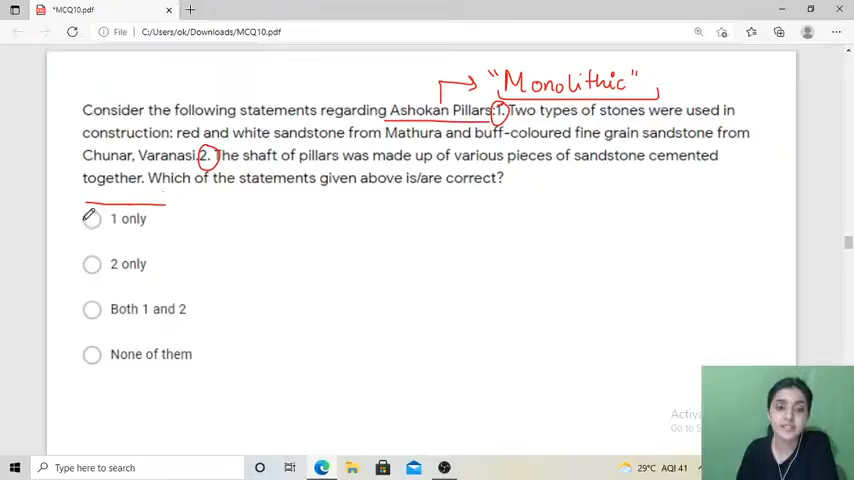 *MCQ10.pdf
File
C:/Users/ok/Downloads/MCQ10.pdf
"Monolithic"
Consider the following statements regarding Ashokan Pillars:1. Two types of stones were used in
construction: red and white sandstone from Mathura and buff-coloured fine grain sandstone from
Chunar, Varanasi.2. The shaft of pillars was made up of various pieces of sandstone cemented
together. Which of the statements given above is/are correct?
1 only
2 only
Both 1 and 2
None of them
Activa
Go to S
Type here to search
29°C AQI 41